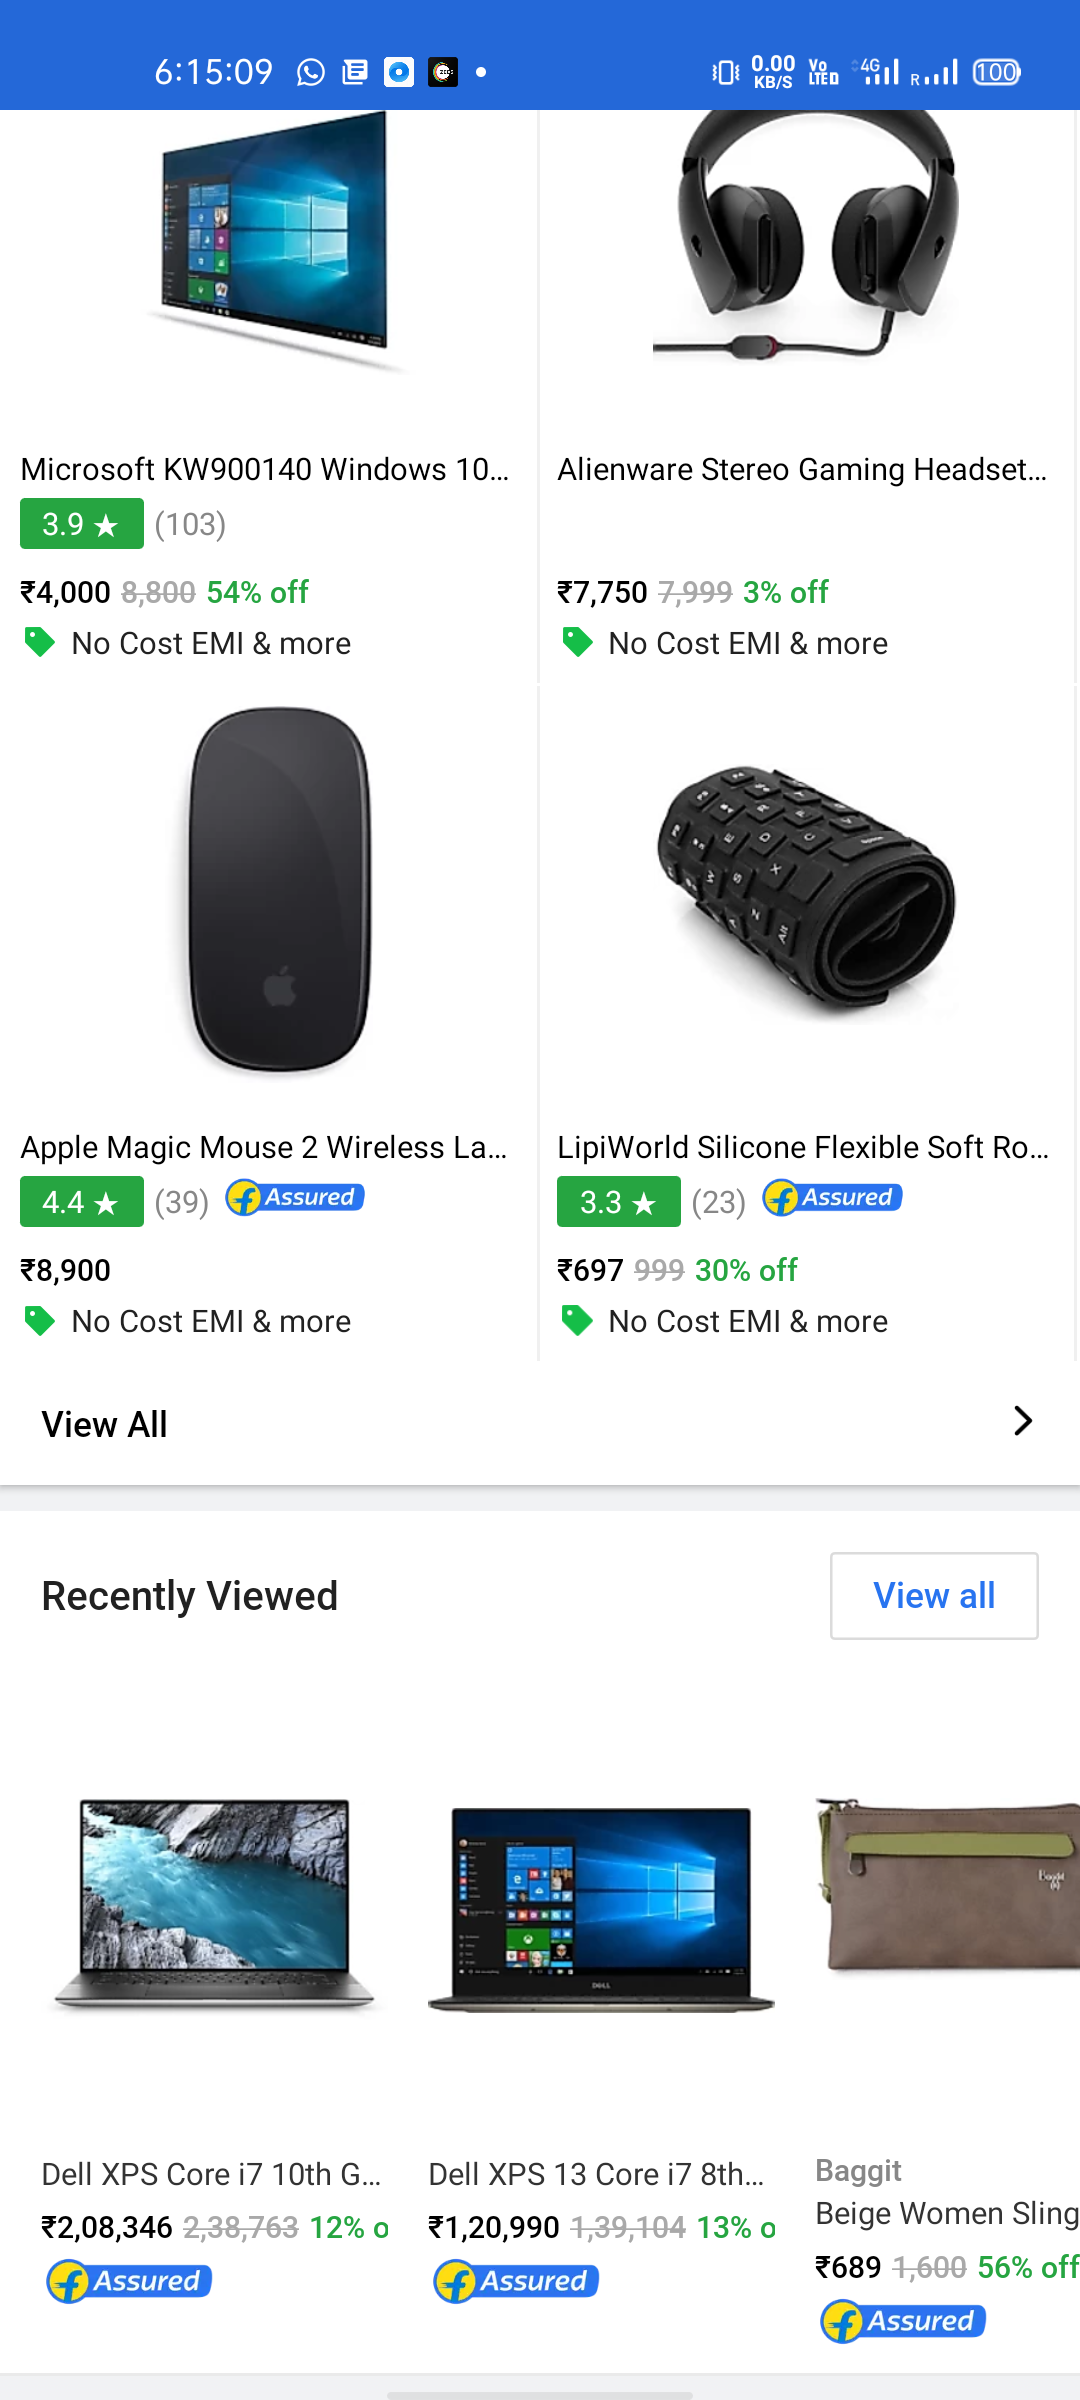 6:15:09
0.00
KB/S
Vo
LTE
4G
R
100
Microsoft KW900140 Windows 10...
Alienware Stereo Gaming Headset...
3.9 ★ (103)
₹4,000 8,800 54% off
₹7,750 7,999 3% off
No Cost EMI & more
No Cost EMI & more
Apple Magic Mouse 2 Wireless La...
LipiWorld Silicone Flexible Soft Ro...
4.4 ★ (39) Assured
3.3 ★ (23) Assured
₹8,900
₹697 999 30% off
No Cost EMI & more
No Cost EMI & more
View All
Recently Viewed
View all
DELL
Baggit
Dell XPS Core i7 10th G...
Dell XPS 13 Core i7 8th...
Baggit
Beige Women Sling
₹2,08,346 2,38,763 12% o
₹1,20,990 1,39,104 13% o
₹689 1,600 56% off
Assured
Assured
Assured